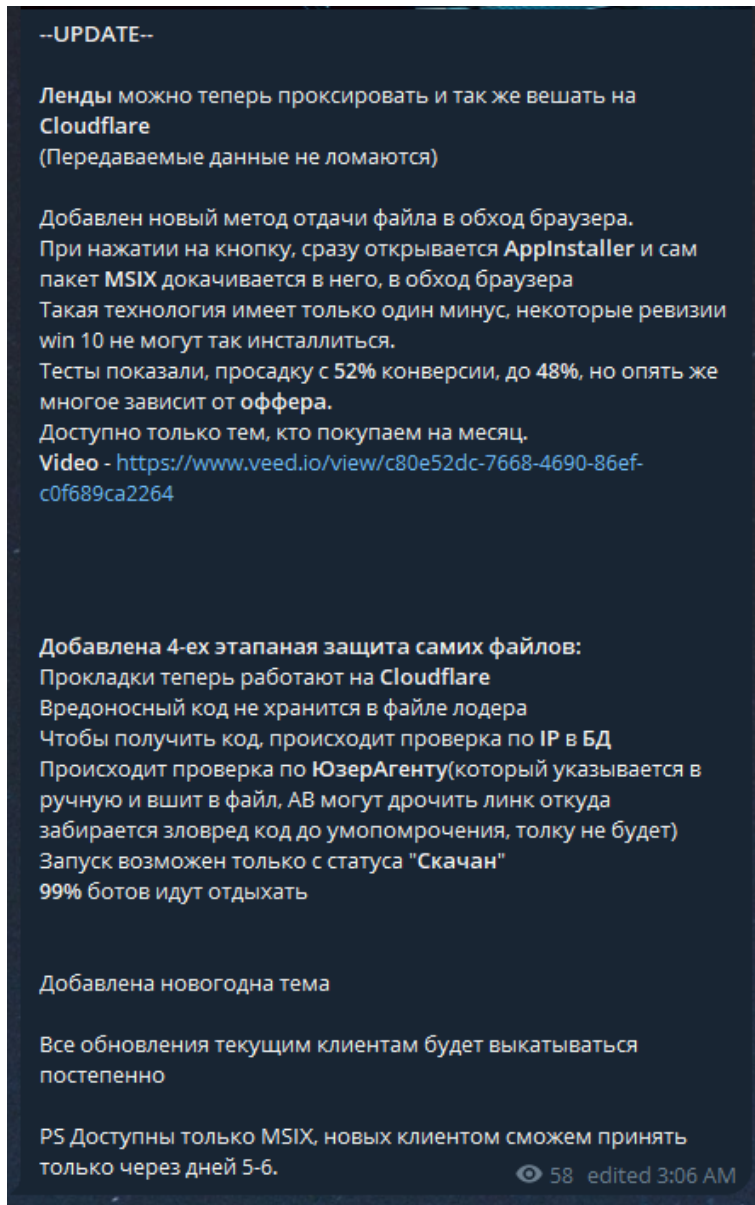 --UPDATE--
Ленды можно теперь проксировать и так же вешать на
Cloudflare
(Передаваемые данные не ломаются)
Добавлен новый метод отдачи файла в обход браузера.
При нажатии на кнопку, сразу открывается AppInstaller и сам
пакет MSIX докачивается в него, в обход браузера
Такая технология имеет только один минус, некоторые ревизии
win 10 не могут так инсталлиться.
Тесты показали, просадку с 52% конверсии, до 48%, но опять же
многое зависит от оффера.
Доступно только тем, кто покупаем на месяц.
Video - https://www.veed.io/view/c80e52dc-7668-4690-86ef-
c0f689ca2264
Добавлена 4-ех этапаная защита самих файлов:
Прокладки теперь работают на Cloudflare
Вредоносный код не хранится в файле лодера
Чтобы получить код, происходит проверка по IP в БД
Происходит проверка по ЮзерАгенту(который указывается в
ручную и вшит в файл, АВ могут дрочить линк откуда
забирается зловред код до умопомрочения, толку не будет)
Запуск возможен только с статуса "Скачан"
99% ботов идут отдыхать
Добавлена новогодна тема
Все обновления текущим клиентам будет выкатываться
постепенно
PS Доступны только MSIX, новых клиентом сможем принять
только через дней 5-6.
58 edited 3:06 AM